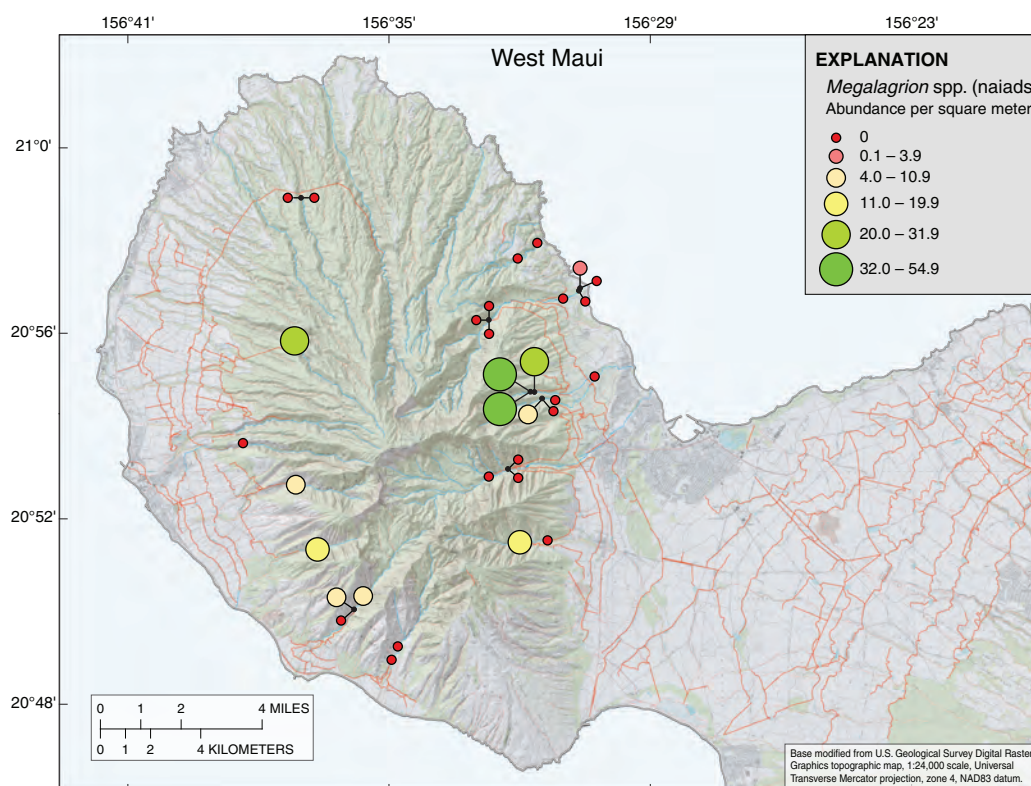 156°41' 156°35' 156°29' 156°23'
West Maui
EXPLANATION
Megalagrion spp. (naiads
Abundance per square meter
0
0.1 – 3.9
4.0 – 10.9
11.0 – 19.9
20.0 – 31.9
32.0 – 54.9
21°0'
20°56'
20°52'
20°48'
0 1 2 4 MILES
0 1 2 4 KILOMETERS
Base modified from U.S. Geological Survey Digital Raster
Graphics topographic map, 1:24,000 scale, Universal
Transverse Mercator projection, zone 4, NAD83 datum.